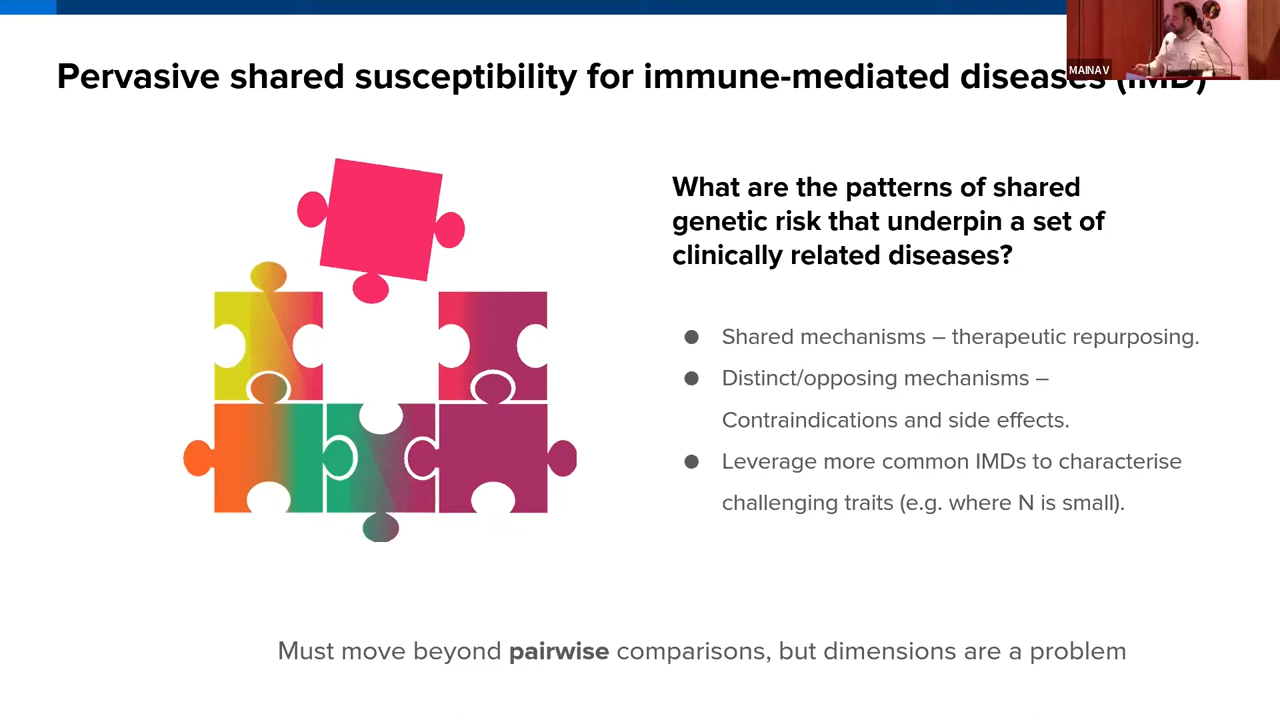 Pervasive shared susceptibility for immune-mediated diseases (IMD)
MAINAV
What are the patterns of shared
genetic risk that underpin a set of
clinically related diseases?
● Shared mechanisms – therapeutic repurposing.
● Distinct/opposing mechanisms –
Contraindications and side effects.
● Leverage more common IMDs to characterise
challenging traits (e.g. where N is small).
Must move beyond pairwise comparisons, but dimensions are a problem